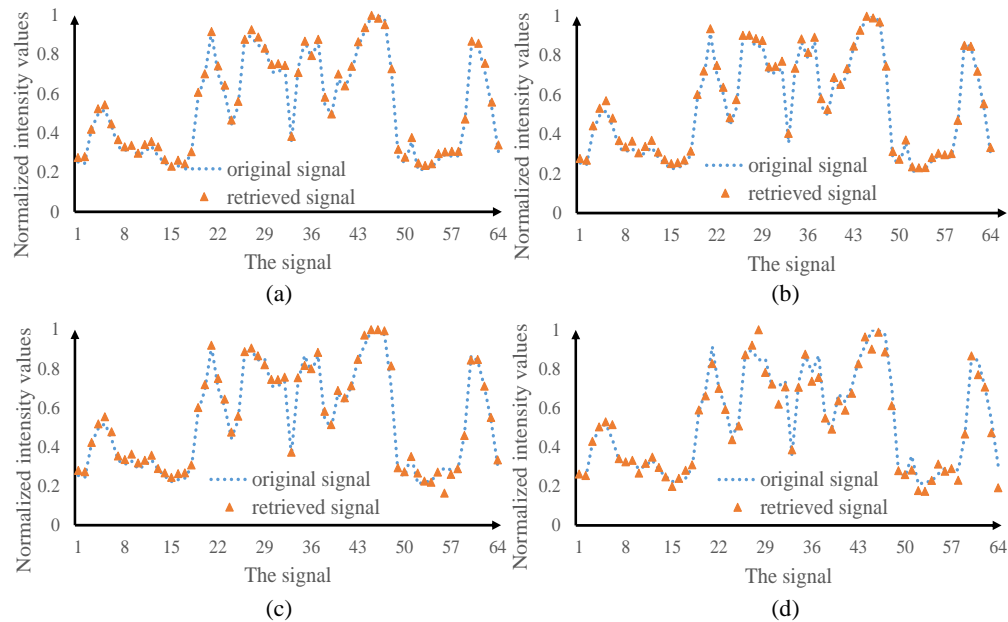 Normalized intensity values
1
0.8
0.6
0.4
0.2
0
original signal
retrieved signal
1 8 15 22 29 36 43 50 57 64
The signal
(a)
Normalized intensity values
1
0.8
0.6
0.4
0.2
0
original signal
retrieved signal
1 8 15 22 29 36 43 50 57 64
The signal
(b)
Normalized intensity values
1
0.8
0.6
0.4
0.2
0
original signal
retrieved signal
1 8 15 22 29 36 43 50 57 64
The signal
(c)
Normalized intensity values
1
0.8
0.6
0.4
0.2
0
original signal
retrieved signal
1 8 15 22 29 36 43 50 57 64
The signal
(d)